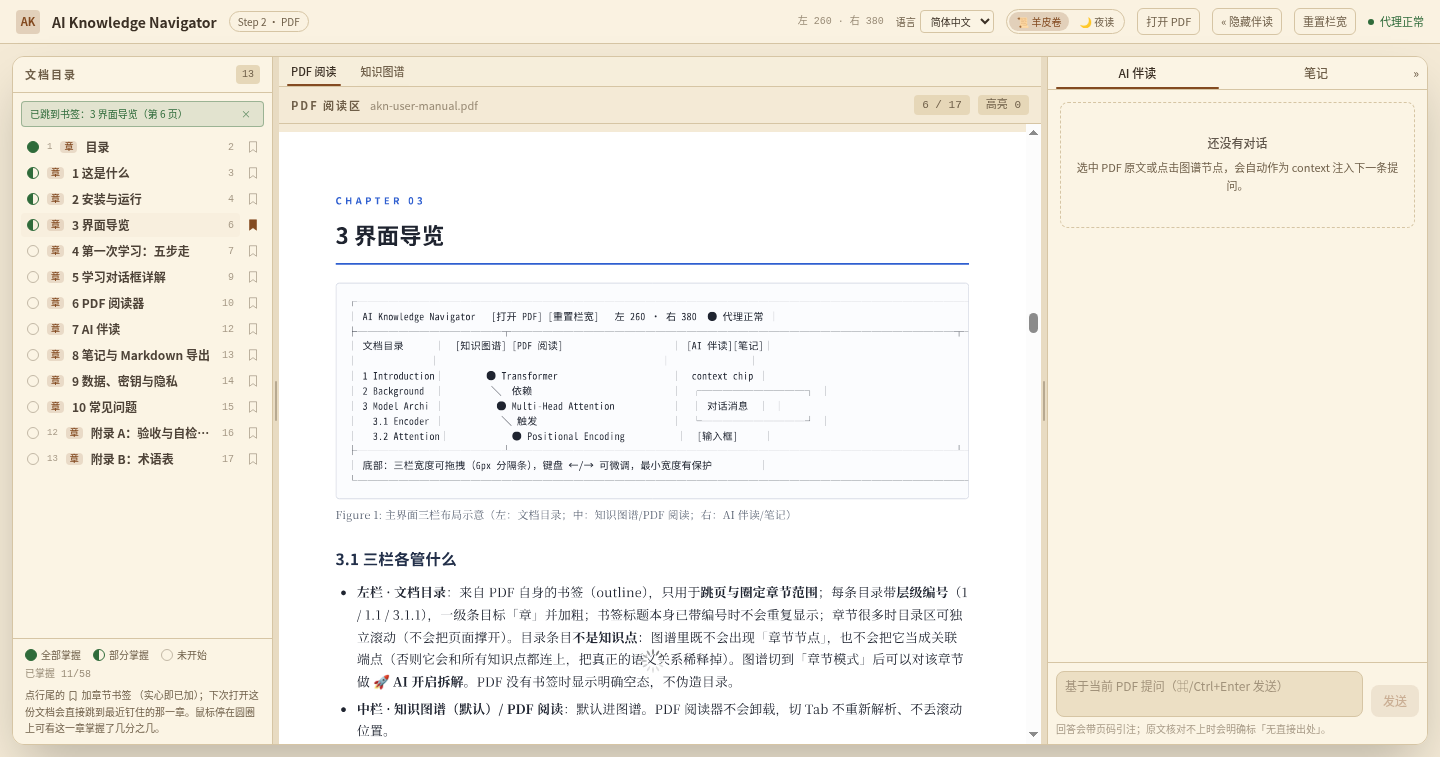 AK AI Knowledge Navigator Step 2 · PDF 左 260 · 右 380 语言 简体中文 📜 羊皮卷 🌙 夜读 打开 PDF « 隐藏伴读 重置栏宽 ● 代理正常
文档目录 13
已跳到书签：3 界面导览（第 6 页） ×
1 章 目录 2
章 1 这是什么 3
章 2 安装与运行 4
章 3 界面导览 6
章 4 第一次学习：五步走 7
章 5 学习对话框详解 9
章 6 PDF 阅读器 10
章 7 AI 伴读 12
章 8 笔记与 Markdown 导出 13
章 9 数据、密钥与隐私 14
章 10 常见问题 15
12 章 附录 A：验收与自检… 16
13 章 附录 B：术语表 17
全部掌握 部分掌握 未开始
已掌握 11/58
点行尾的 口 加章节书签 （实心即已加）；下次打开这
份文档会直接跳到最近钉住的那一章。鼠标停在圆圈
上可看这一章掌握了几分之几。
PDF 阅读 知识图谱
PDF 阅读区 akn-user-manual.pdf 6 / 17 高亮 0
CHAPTER 03
3 界面导览
AI Knowledge Navigator [打开 PDF] [重置栏宽] 左 260 · 右 380 ● 代理正常
文档目录 [知识图谱] [PDF 阅读] [AI 伴读][笔记]
1 Introduction ● Transformer context chip
2 Background ╲ 依赖
3 Model Archi ● Multi-Head Attention 对话消息
3.1 Encoder ╲ 触发
3.2 Attention ● Positional Encoding [输入框]
底部：三栏宽度可拖拽（6px 分隔条），键盘 ←/→ 可微调，最小宽度有保护
Figure 1: 主界面三栏布局示意（左：文档目录；中：知识图谱/PDF 阅读；右：AI 伴读/笔记）
3.1 三栏各管什么
• 左栏 · 文档目录：来自 PDF 自身的书签（outline），只用于跳页与圈定章节范围；每条目录带层级编号（1
/ 1.1 / 3.1.1），一级条目标「章」并加粗；书签标题本身已带编号时不会重复显示；章节很多时目录区可独
立滚动（不会把页面撑开）。目录条目不是知识点：图谱里既不会出现「章节节点」，也不会把它当成关联
端点（否则它会和所有知识点都连上，把真正的语义关系稀释掉）。图谱切到「章节模式」后可以对该章节
做 🚀 AI 开启拆解。PDF 没有书签时显示明确空态，不伪造目录。
• 中栏 · 知识图谱（默认）/ PDF 阅读：默认进图谱。PDF 阅读器不会卸载，切 Tab 不重新解析、不丢滚动
位置。
AI 伴读 笔记 »
还没有对话
选中 PDF 原文或点击图谱节点，会自动作为 context 注入下一条提
问。
基于当前 PDF 提问（⌘/Ctrl+Enter 发送）
发送
回答会带页码引注；原文核对不上时会明确标「无直接出处」。